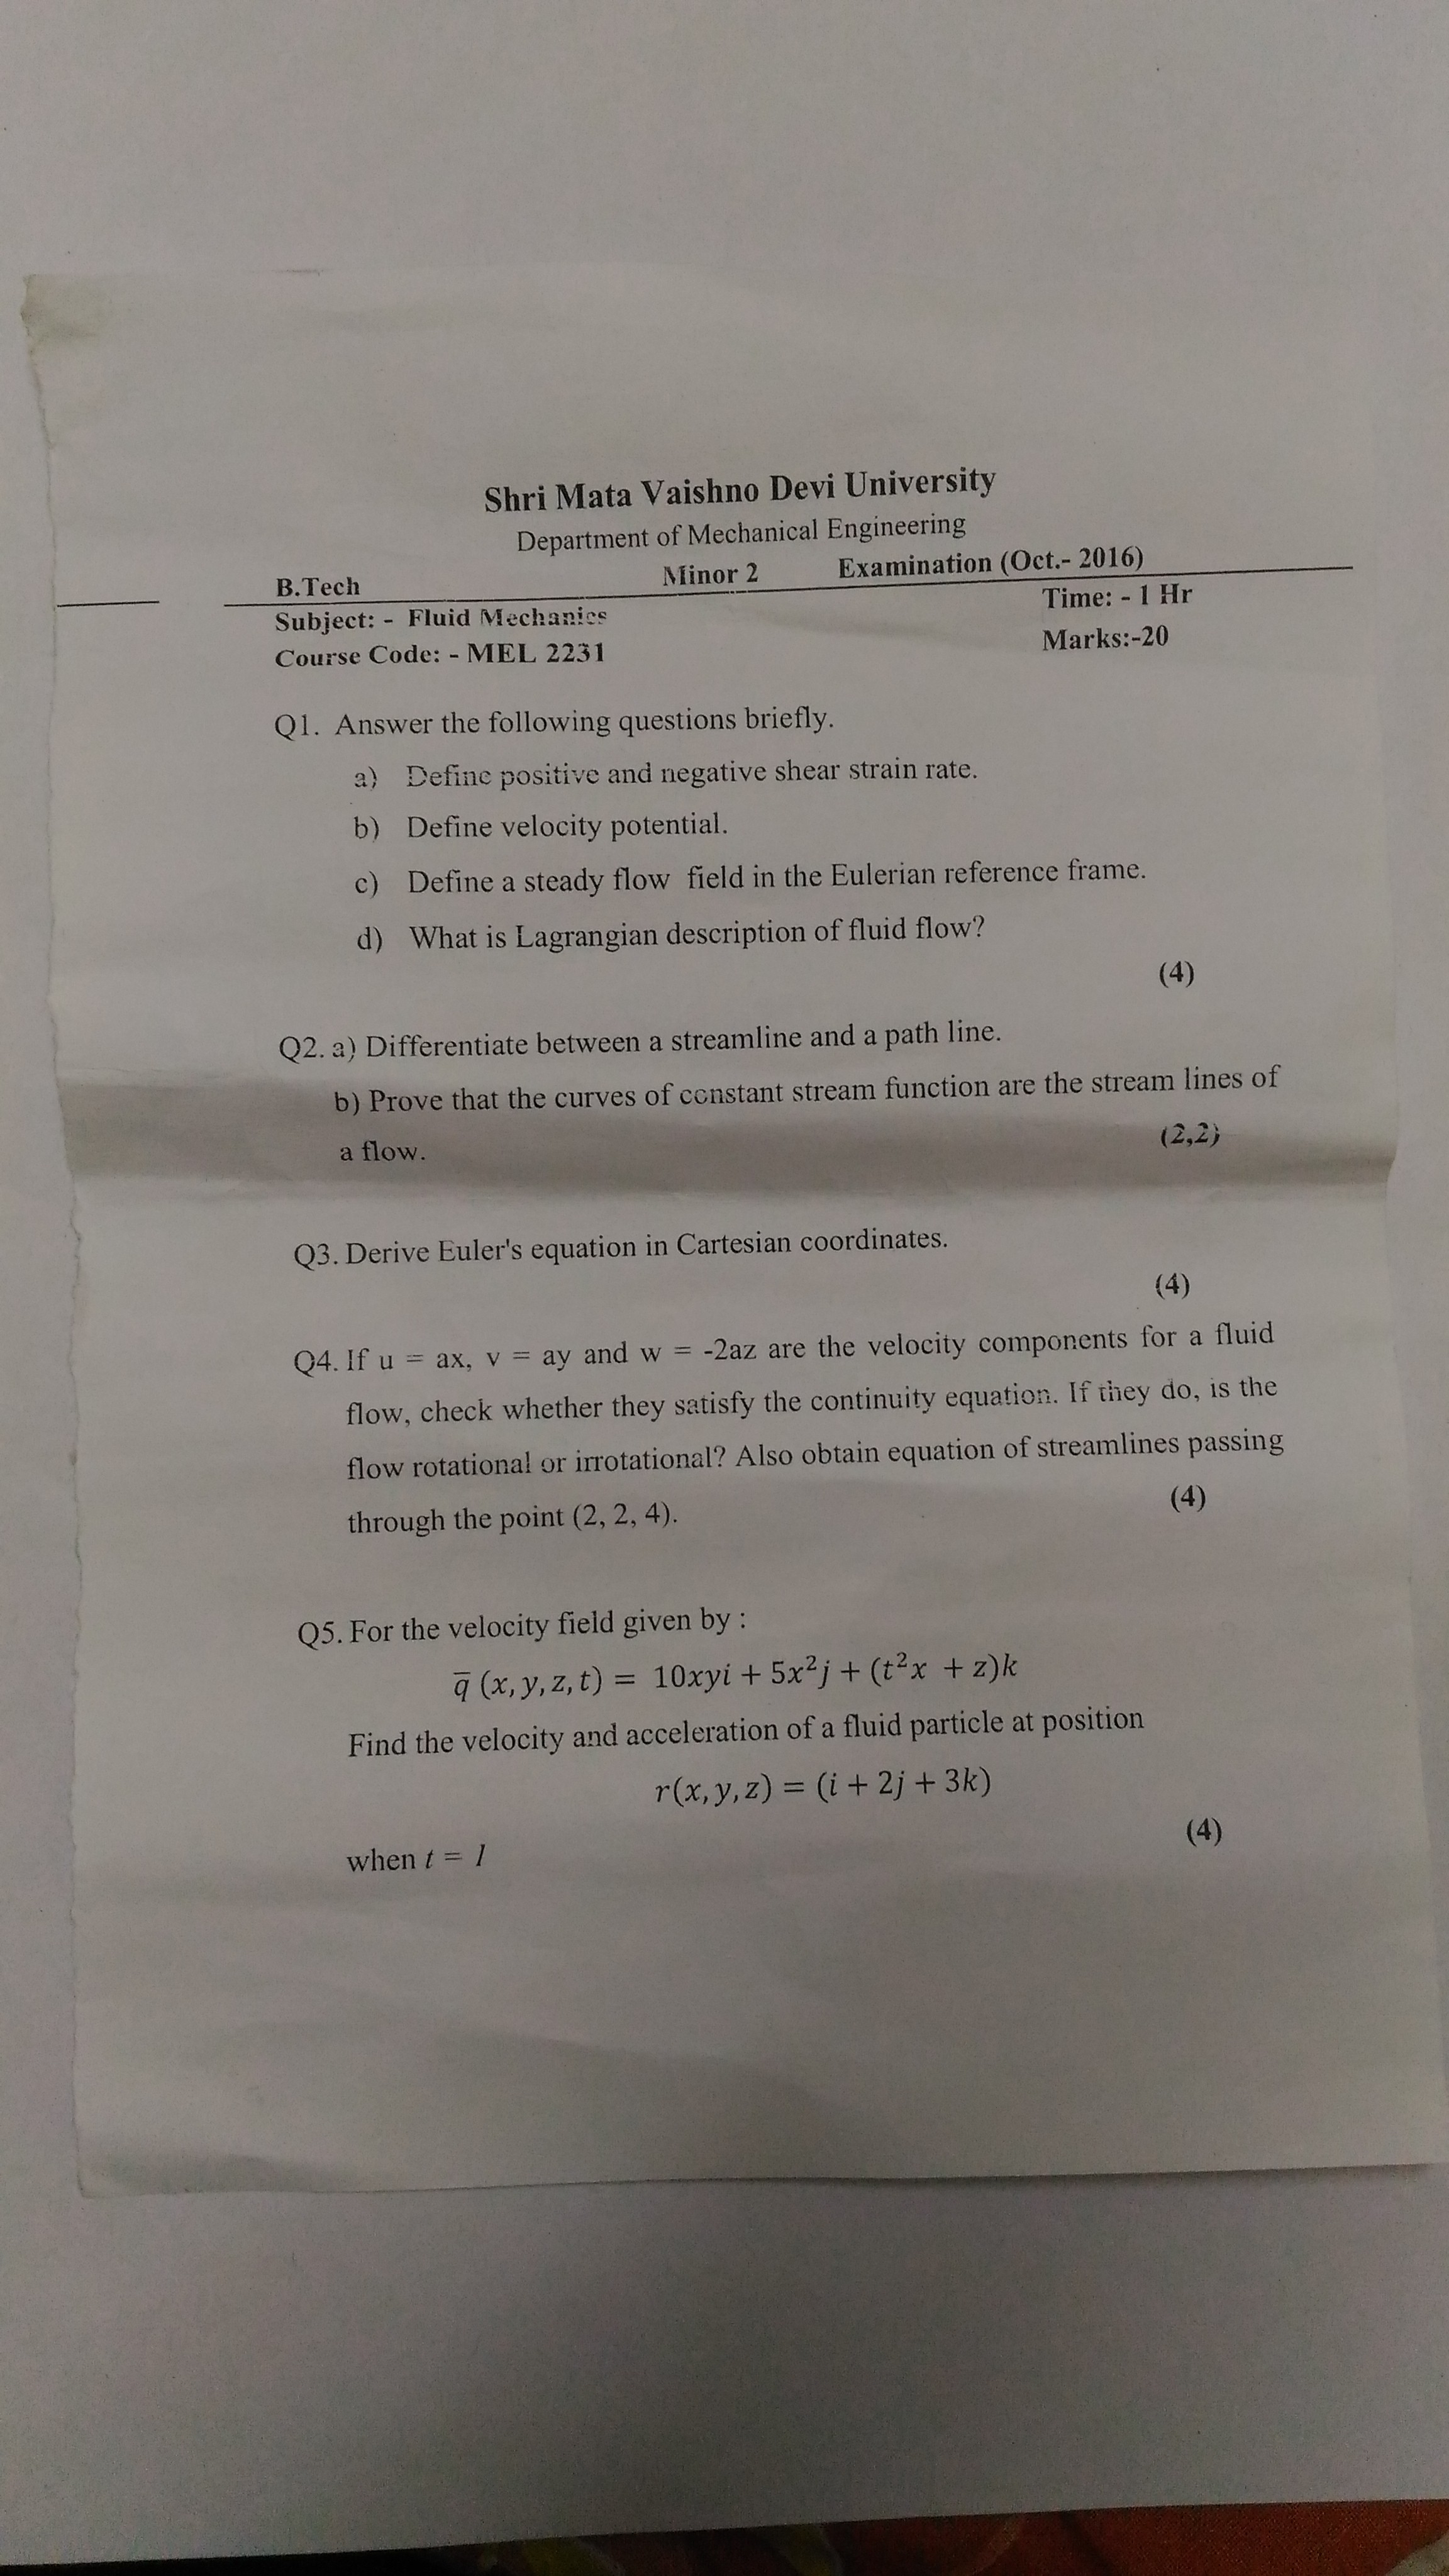 Shri Mata Vaishno Devi University
Department of Mechanical Engineering
B.Tech Minor 2 Examination (Oct.- 2016)
Subject: - Fluid Mechanics Time: - 1 Hr
Course Code: - MEL 2231 Marks:-20
Q1. Answer the following questions briefly.
a) Define positive and negative shear strain rate.
b) Define velocity potential.
c) Define a steady flow field in the Eulerian reference frame.
d) What is Lagrangian description of fluid flow?
(4)
Q2. a) Differentiate between a streamline and a path line.
b) Prove that the curves of constant stream function are the stream lines of
a flow. (2,2)
Q3. Derive Euler's equation in Cartesian coordinates.
(4)
Q4. If u = ax, v = ay and w = -2az are the velocity components for a fluid
flow, check whether they satisfy the continuity equation. If they do, is the
flow rotational or irrotational? Also obtain equation of streamlines passing
through the point (2, 2, 4). (4)
Q5. For the velocity field given by :
q̅ (x, y, z, t) = 10xyi + 5x²j + (t²x + z)k
Find the velocity and acceleration of a fluid particle at position
r(x, y, z) = (i + 2j + 3k)
when t = 1 (4)